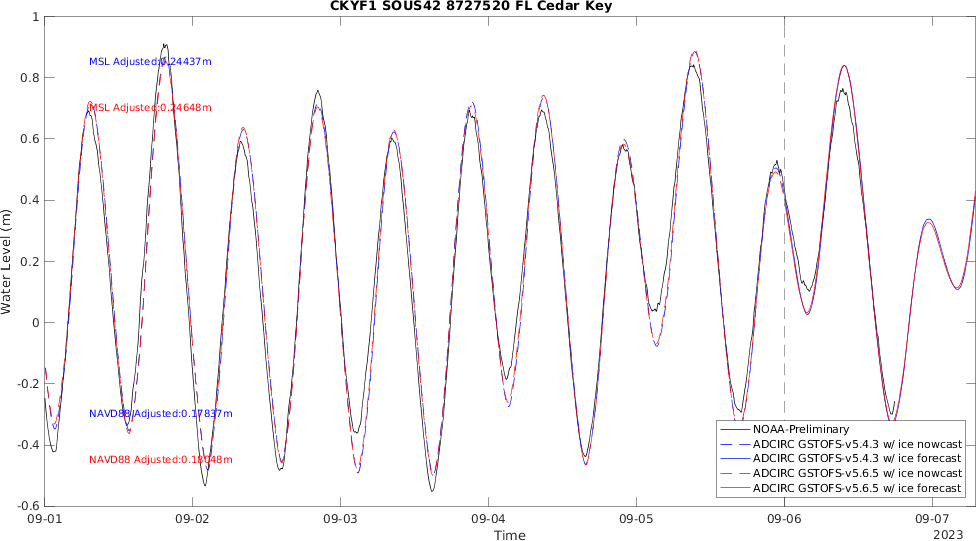 CKYF1 SOUS42 8727520 FL Cedar Key
Water Level (m)
1
0.8
0.6
0.4
0.2
0
-0.2
-0.4
-0.6
MSL Adjusted:0.24437m
MSL Adjusted:0.24648m
NAVD88 Adjusted:0.17837m
NAVD88 Adjusted:0.18048m
NOAA-Preliminary
ADCIRC GSTOFS-v5.4.3 w/ ice nowcast
ADCIRC GSTOFS-v5.4.3 w/ ice forecast
ADCIRC GSTOFS-v5.6.5 w/ ice nowcast
ADCIRC GSTOFS-v5.6.5 w/ ice forecast
09-01 09-02 09-03 09-04 09-05 09-06 09-07
Time
2023